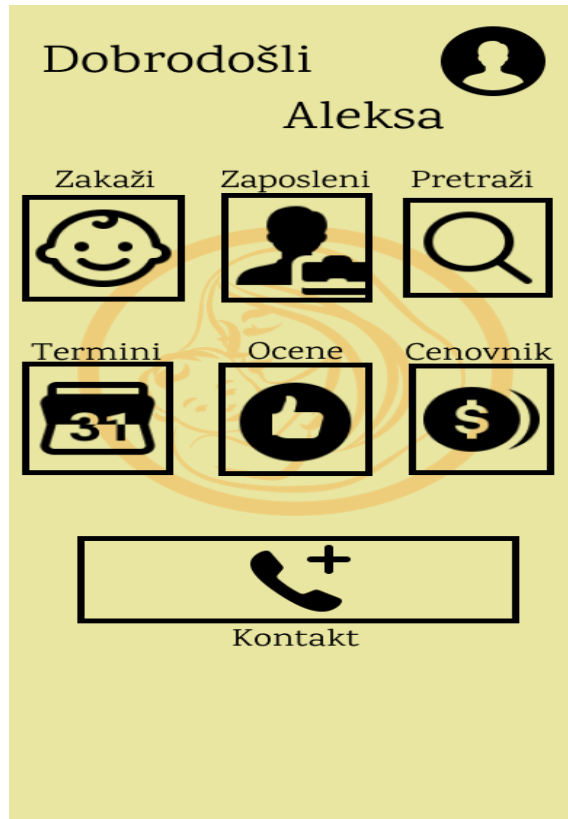 Dobrodošli
Aleksa
Zakaži Zaposleni Pretraži
Termini Ocene Cenovnik
31 $
Kontakt